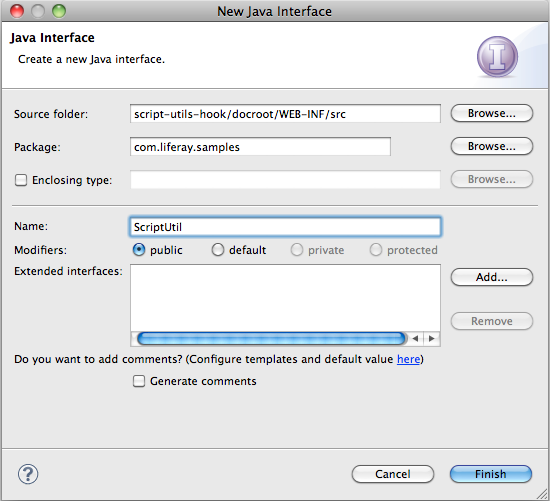 New Java Interface
Java Interface
Create a new Java interface.
I
Source folder: script-utils-hook/docroot/WEB-INF/src Browse...
Package: com.liferay.samples Browse...
Enclosing type: Browse...
Name: ScriptUtil
Modifiers: public default private protected
Extended interfaces: Add...
Remove
Do you want to add comments? (Configure templates and default value here)
Generate comments
? Cancel Finish